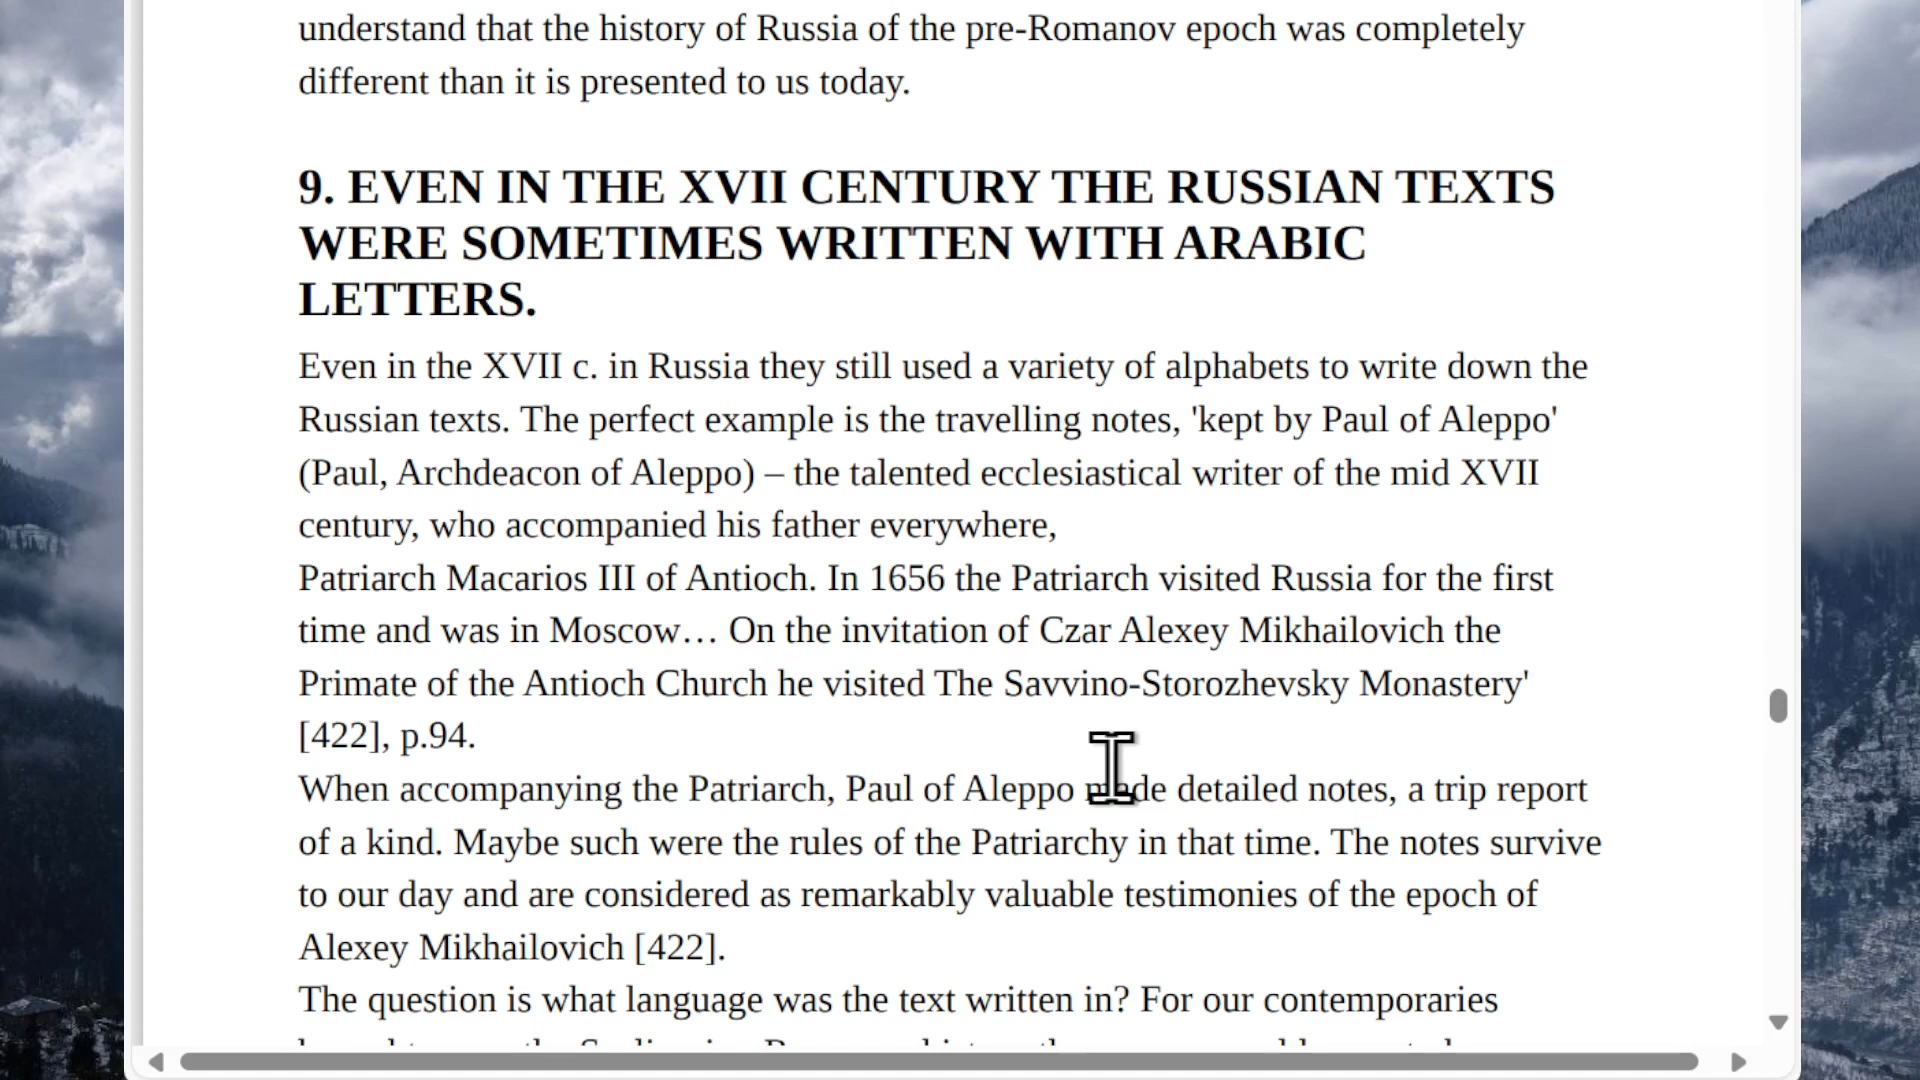 understand that the history of Russia of the pre-Romanov epoch was completely
different than it is presented to us today.
9. EVEN IN THE XVII CENTURY THE RUSSIAN TEXTS
WERE SOMETIMES WRITTEN WITH ARABIC
LETTERS.
Even in the XVII c. in Russia they still used a variety of alphabets to write down the
Russian texts. The perfect example is the travelling notes, 'kept by Paul of Aleppo'
(Paul, Archdeacon of Aleppo) – the talented ecclesiastical writer of the mid XVII
century, who accompanied his father everywhere,
Patriarch Macarios III of Antioch. In 1656 the Patriarch visited Russia for the first
time and was in Moscow… On the invitation of Czar Alexey Mikhailovich the
Primate of the Antioch Church he visited The Savvino-Storozhevsky Monastery'
[422], p.94.
When accompanying the Patriarch, Paul of Aleppo made detailed notes, a trip report
of a kind. Maybe such were the rules of the Patriarchy in that time. The notes survive
to our day and are considered as remarkably valuable testimonies of the epoch of
Alexey Mikhailovich [422].
The question is what language was the text written in? For our contemporaries